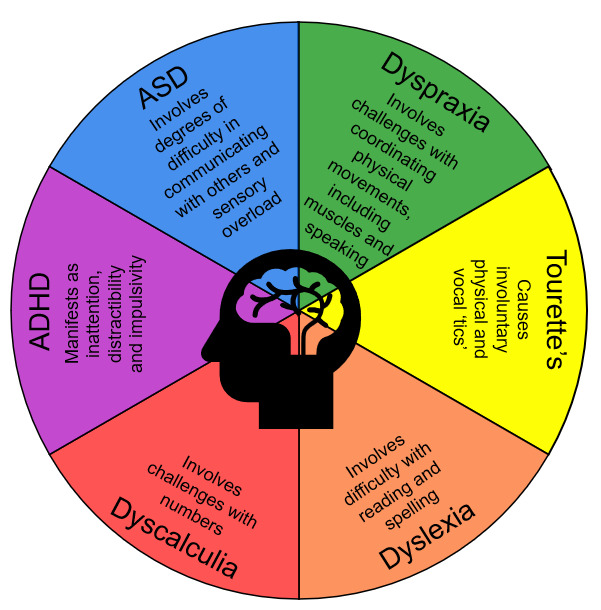 ASD
Involves
degrees of
difficulty in
communicating
with others and
sensory
overload
Dyspraxia
Involves
challenges with
coordinating
physical
movements,
including
muscles and
speaking
Tourette's
Causes
involuntary
physical and
vocal 'tics'
Involves
difficulty with
reading and
spelling
Dyslexia
Involves
challenges with
numbers
Dyscalculia
ADHD
Manifests as
inattention,
distractibility
and impulsivity